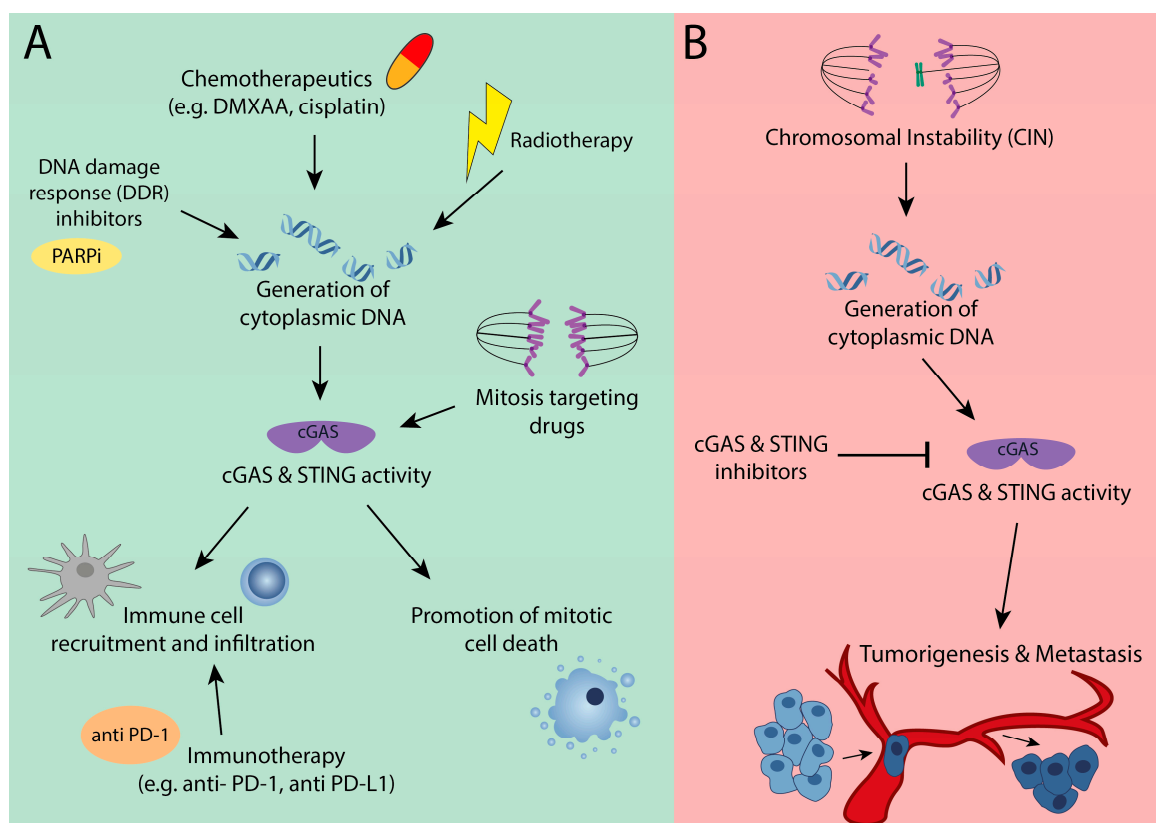 A
Chemotherapeutics
(e.g. DMXAA, cisplatin)
Radiotherapy
DNA damage
response (DDR)
inhibitors
PARPi
Generation of
cytoplasmic DNA
Mitosis targeting
drugs
cGAS
cGAS & STING activity
Immune cell
recruitment and infiltration
Promotion of mitotic
cell death
anti PD-1
Immunotherapy
(e.g. anti- PD-1, anti PD-L1)
B
Chromosomal Instability (CIN)
Generation of
cytoplasmic DNA
cGAS & STING
inhibitors
cGAS
cGAS & STING activity
Tumorigenesis & Metastasis